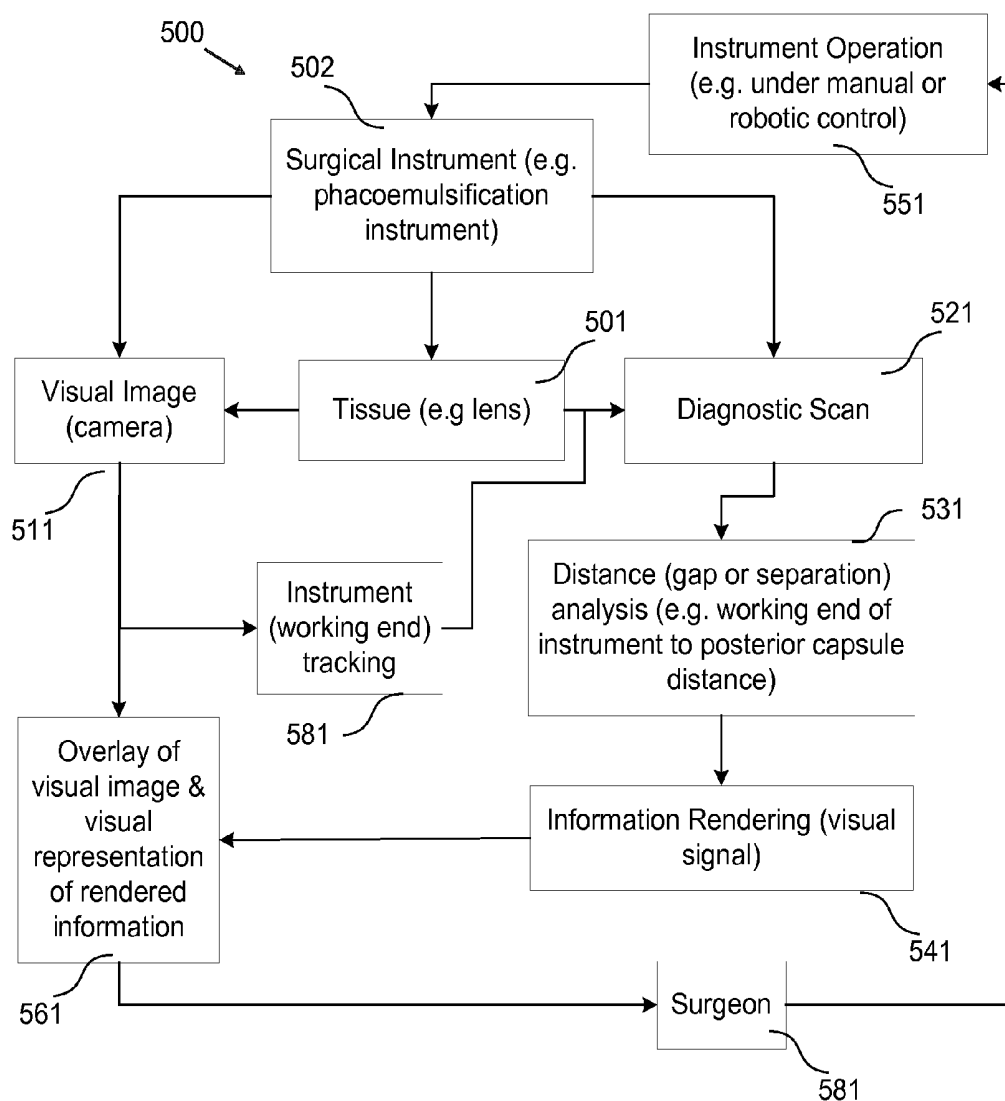 500
502
Instrument Operation
(e.g. under manual or
robotic control)
551
Surgical Instrument (e.g.
phacoemulsification
instrument)
501
521
Visual Image
(camera)
Tissue (e.g lens)
Diagnostic Scan
511
531
Instrument
(working end)
tracking
581
Distance (gap or separation)
analysis (e.g. working end of
instrument to posterior capsule
distance)
Overlay of
visual image &
visual
representation
of rendered
information
Information Rendering (visual
signal)
541
561
Surgeon
581